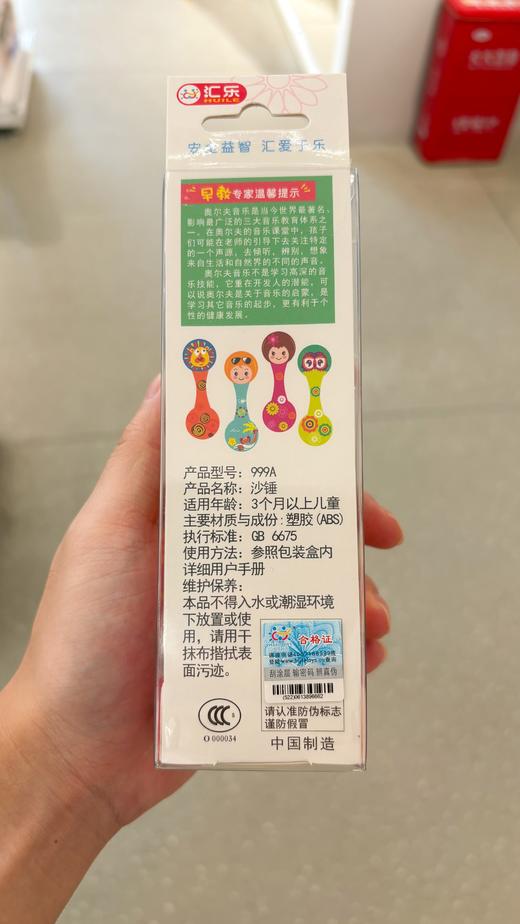 汇乐
HUILE
安全益智 汇爱于乐
早教专家温馨提示
奥尔夫音乐是当今世界最著名、
影响最广泛的三大音乐教育体系之
一。在奥尔夫的音乐课堂中，孩子
们可能在老师的引导下去关注特定
的一个声源，去倾听，辨别，想象
来自生活和自然界的不同的声音。
奥尔夫音乐不是学习高深的音
乐技能，它重在开发人的潜能，可
以说奥尔夫是关于音乐的启蒙，是
学习其它音乐的起步，更有利于个
性的健康发展。
产品型号：999A
产品名称：沙锤
适用年龄：3个月以上儿童
主要材质与成份:塑胶(ABS)
执行标准：GB 6675
使用方法：参照包装盒内
详细用户手册
维护保养：
本品不得入水或潮湿环境
下放置或使
用，请用干
抹布揩拭表
面污迹。
合格证
刮涂层 输密码 辨真伪
(522)0613896662
请认准防伪标志
谨防假冒
CCC
S
O 000034
中国制造